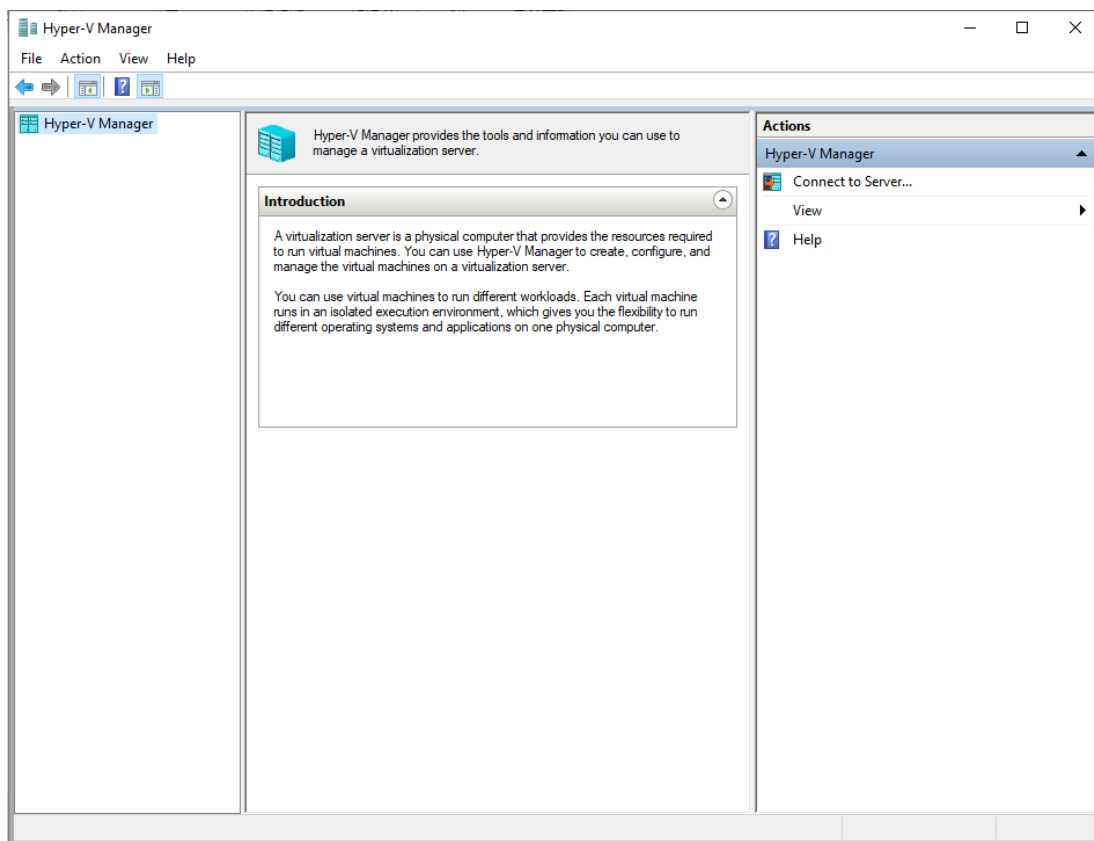 Hyper-V Manager
File Action View Help
Hyper-V Manager
Hyper-V Manager provides the tools and information you can use to
manage a virtualization server.
Introduction
A virtualization server is a physical computer that provides the resources required
to run virtual machines. You can use Hyper-V Manager to create, configure, and
manage the virtual machines on a virtualization server.
You can use virtual machines to run different workloads. Each virtual machine
runs in an isolated execution environment, which gives you the flexibility to run
different operating systems and applications on one physical computer.
Actions
Hyper-V Manager
Connect to Server...
View
Help